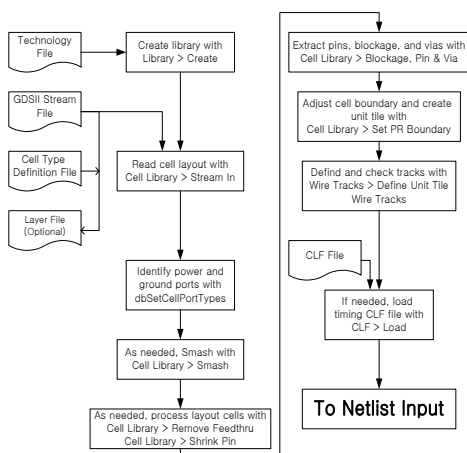 Technology
File
Create library with
Library > Create
GDSII Stream
File
Cell Type
Definition File
Layer File
(Optional)
Read cell layout with
Cell Library > Stream In
Identify power and
ground ports with
dbSetCellPortTypes
As needed, Smash with
Cell Library > Smash
As needed, process layout cells with
Cell Library > Remove Feedthru
Cell Library > Shrink Pin
Extract pins, blockage, and vias with
Cell Library > Blockage, Pin & Via
Adjust cell boundary and create
unit tile with
Cell Library > Set PR Boundary
Defind and check tracks with
Wire Tracks > Define Unit Tile
Wire Tracks
CLF File
If needed, load
timing CLF file with
CLF > Load
To Netlist Input